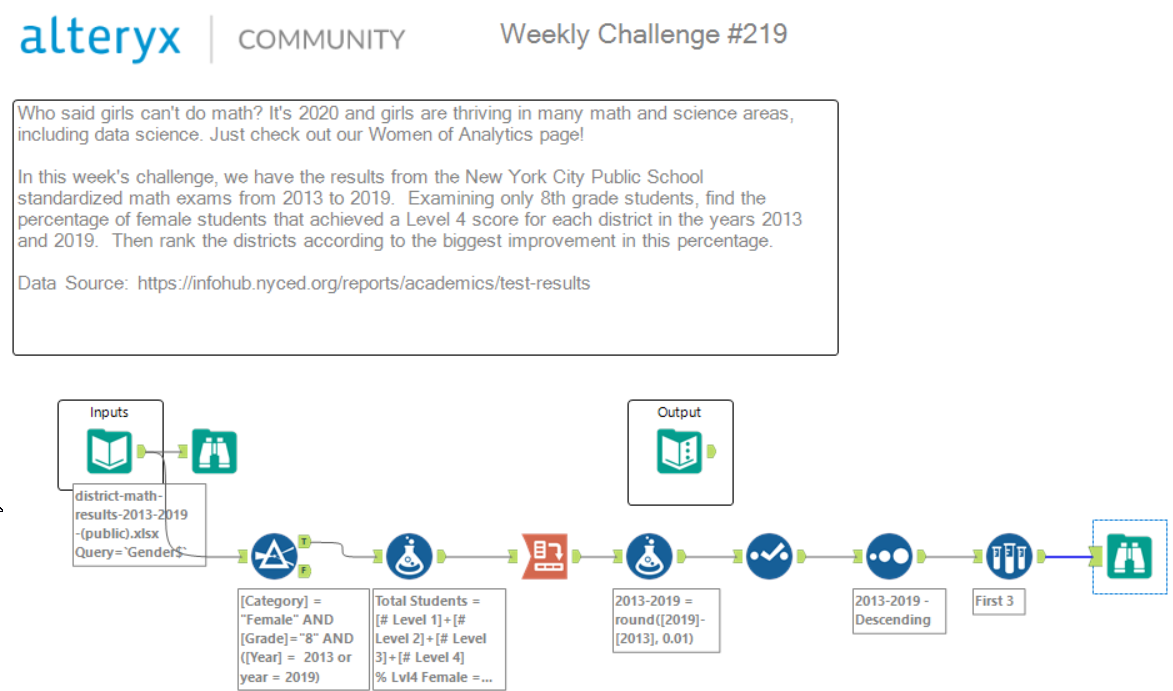 alteryx COMMUNITY
Weekly Challenge #219
Who said girls can't do math? It's 2020 and girls are thriving in many math and science areas,
including data science. Just check out our Women of Analytics page!
In this week's challenge, we have the results from the New York City Public School
standardized math exams from 2013 to 2019. Examining only 8th grade students, find the
percentage of female students that achieved a Level 4 score for each district in the years 2013
and 2019. Then rank the districts according to the biggest improvement in this percentage.
Data Source: https://infohub.nyced.org/reports/academics/test-results
Inputs
district-math-
results-2013-2019
-(public).xlsx
Query=`Gender$`
Output
T
F
[Category] =
"Female" AND
[Grade]="8" AND
([Year] = 2013 or
year = 2019)
Total Students =
[# Level 1]+[#
Level 2]+[# Level
3]+[# Level 4]
% Lvl4 Female =...
2013-2019 =
round([2019]-
[2013], 0.01)
2013-2019 -
Descending
First 3